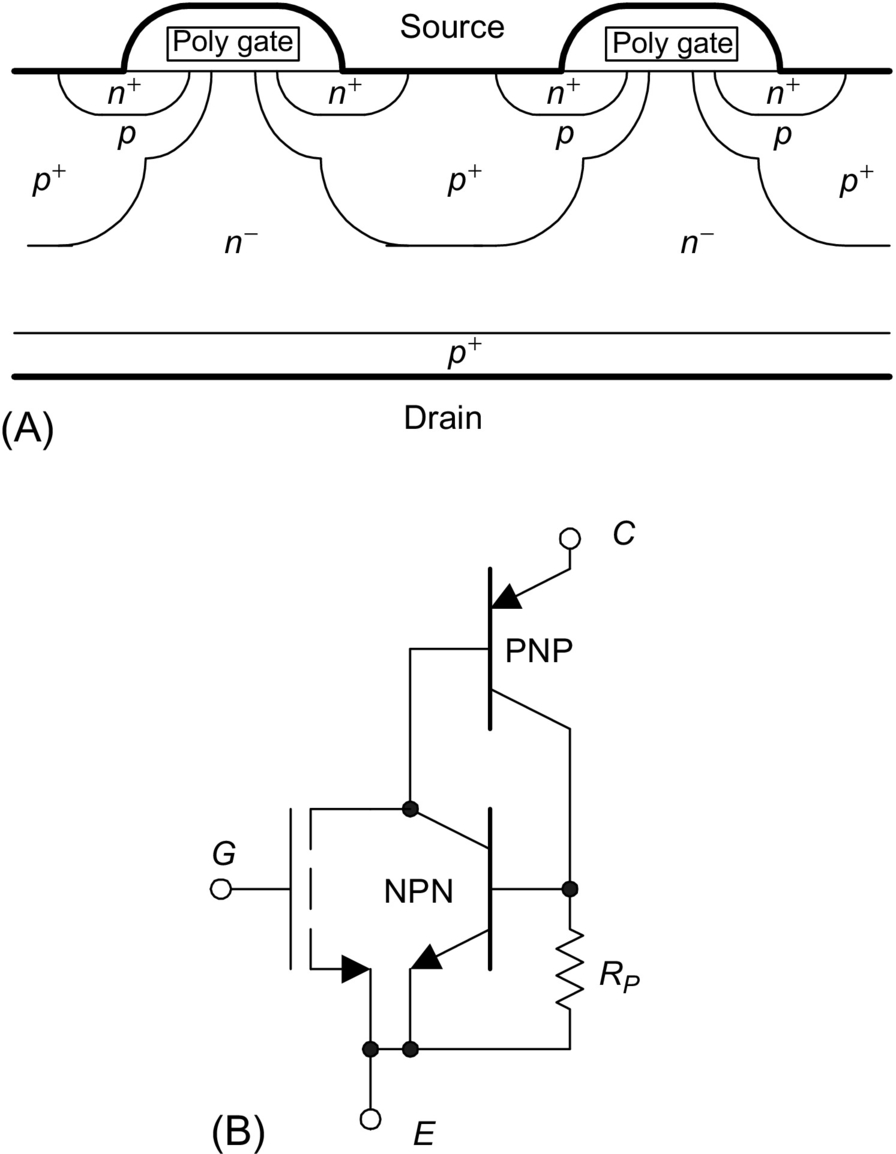 Source
Poly gate Poly gate
n+ n+ n+ n+
p p p
p+ p+ p+
n− n−
p+
Drain
(A)
C
PNP
G
NPN
RP
(B) E